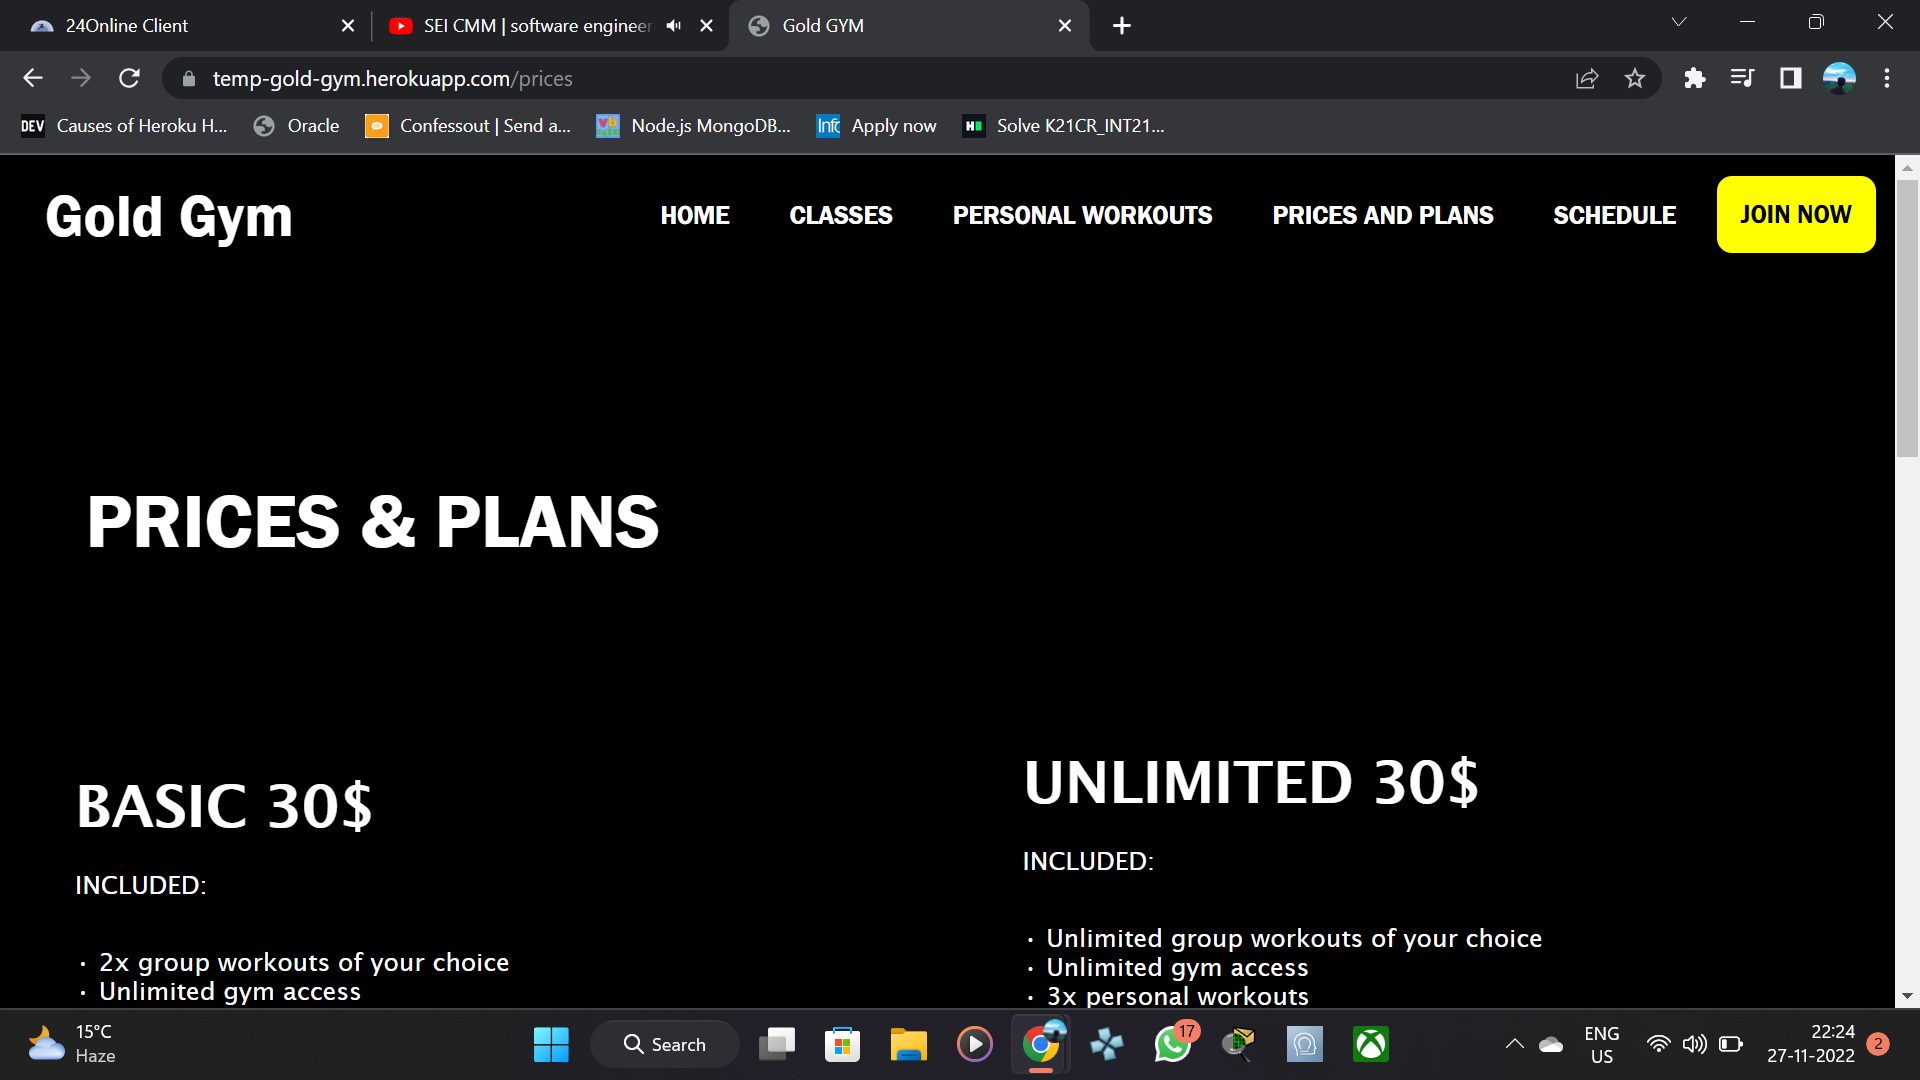 24Online Client
SEI CMM | software engineer
Gold GYM
temp-gold-gym.herokuapp.com/prices
DEV Causes of Heroku H...
Oracle
Confessout | Send a...
Node.js MongoDB...
Info Apply now
H Solve K21CR_INT21...
Gold Gym
HOME
CLASSES
PERSONAL WORKOUTS
PRICES AND PLANS
SCHEDULE
JOIN NOW
PRICES & PLANS
BASIC 30$
INCLUDED:
· 2x group workouts of your choice
· Unlimited gym access
UNLIMITED 30$
INCLUDED:
· Unlimited group workouts of your choice
· Unlimited gym access
· 3x personal workouts
15°C
Haze
Search
17
ENG
US
22:24
27-11-2022
2